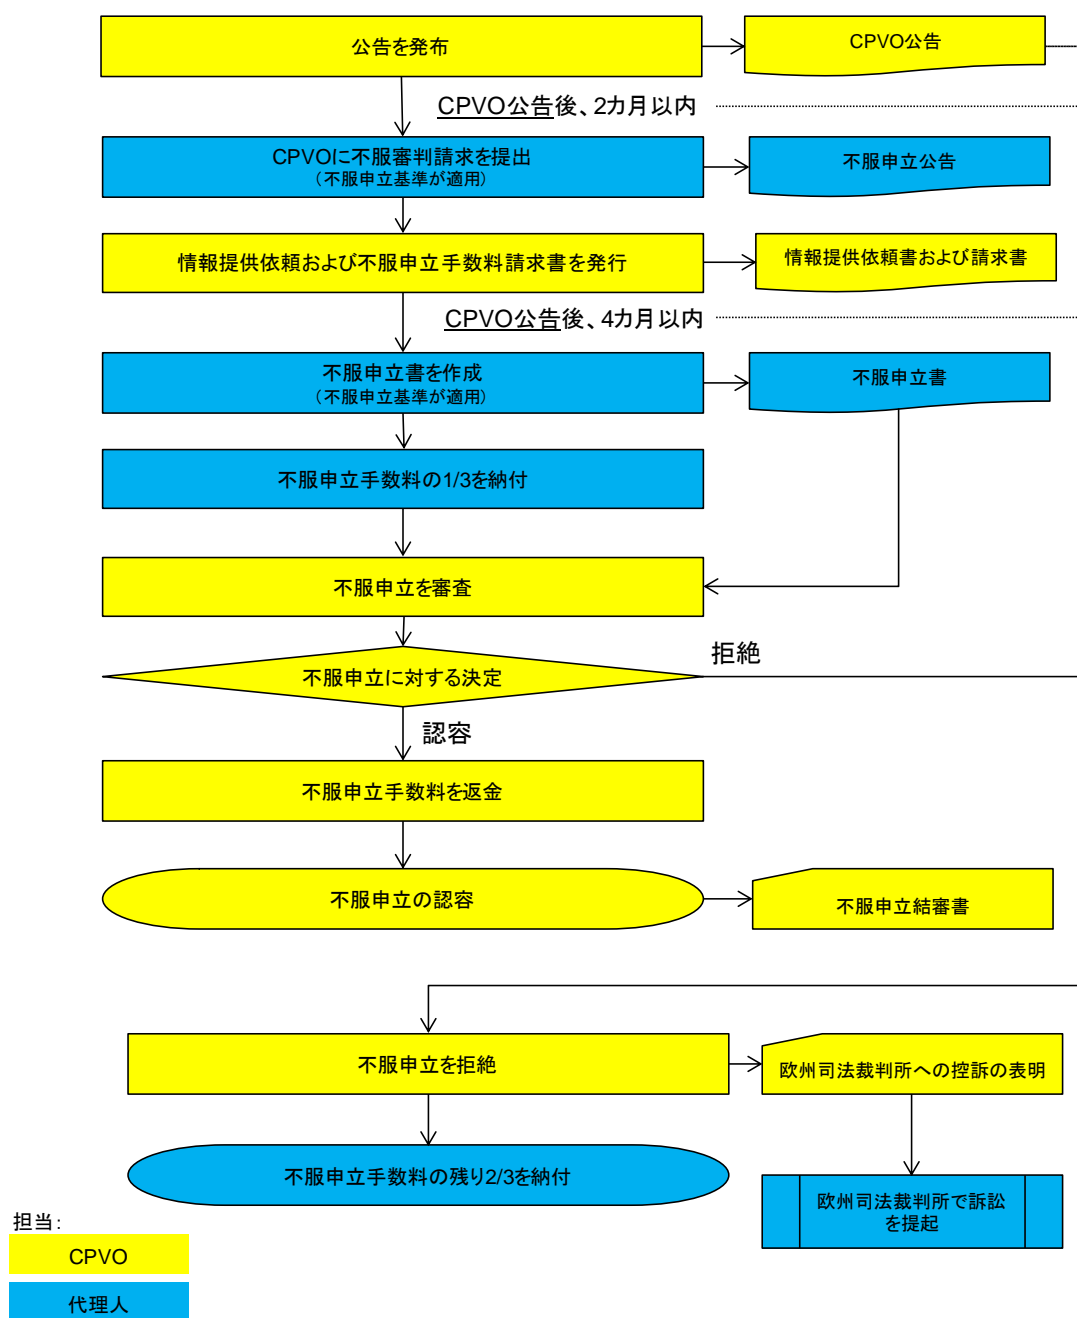 公告を発布
CPVO公告
CPVO公告後、2カ月以内
CPVOに不服審判請求を提出
（不服申立基準が適用）
不服申立公告
情報提供依頼および不服申立手数料請求書を発行
情報提供依頼書および請求書
CPVO公告後、4カ月以内
不服申立書を作成
（不服申立基準が適用）
不服申立書
不服申立手数料の1/3を納付
不服申立を審査
不服申立に対する決定
拒絶
認容
不服申立手数料を返金
不服申立の認容
不服申立結審書
不服申立を拒絶
欧州司法裁判所への控訴の表明
不服申立手数料の残り2/3を納付
欧州司法裁判所で訴訟
を提起
担当:
CPVO
代理人